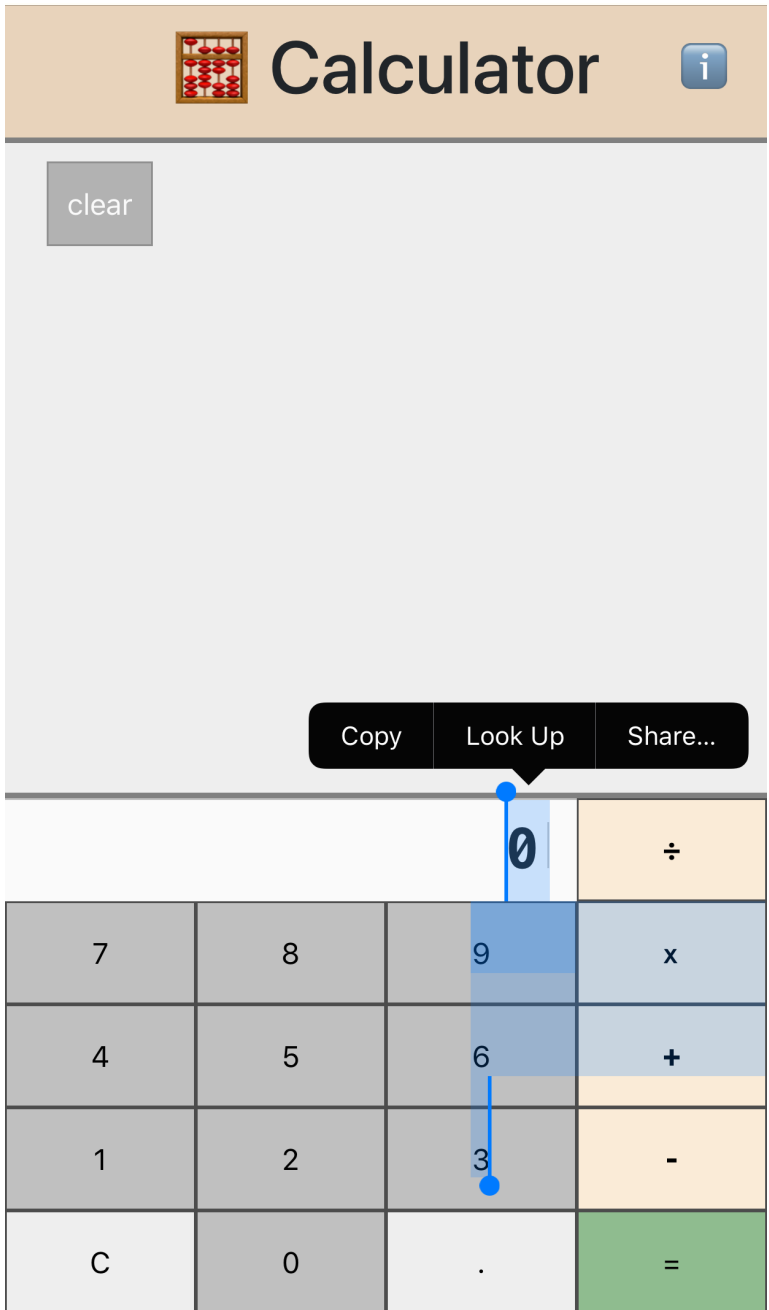 Calculator i
clear
Copy Look Up Share...
0 ÷
7 8 9 x
4 5 6 +
1 2 3 -
C 0 . =